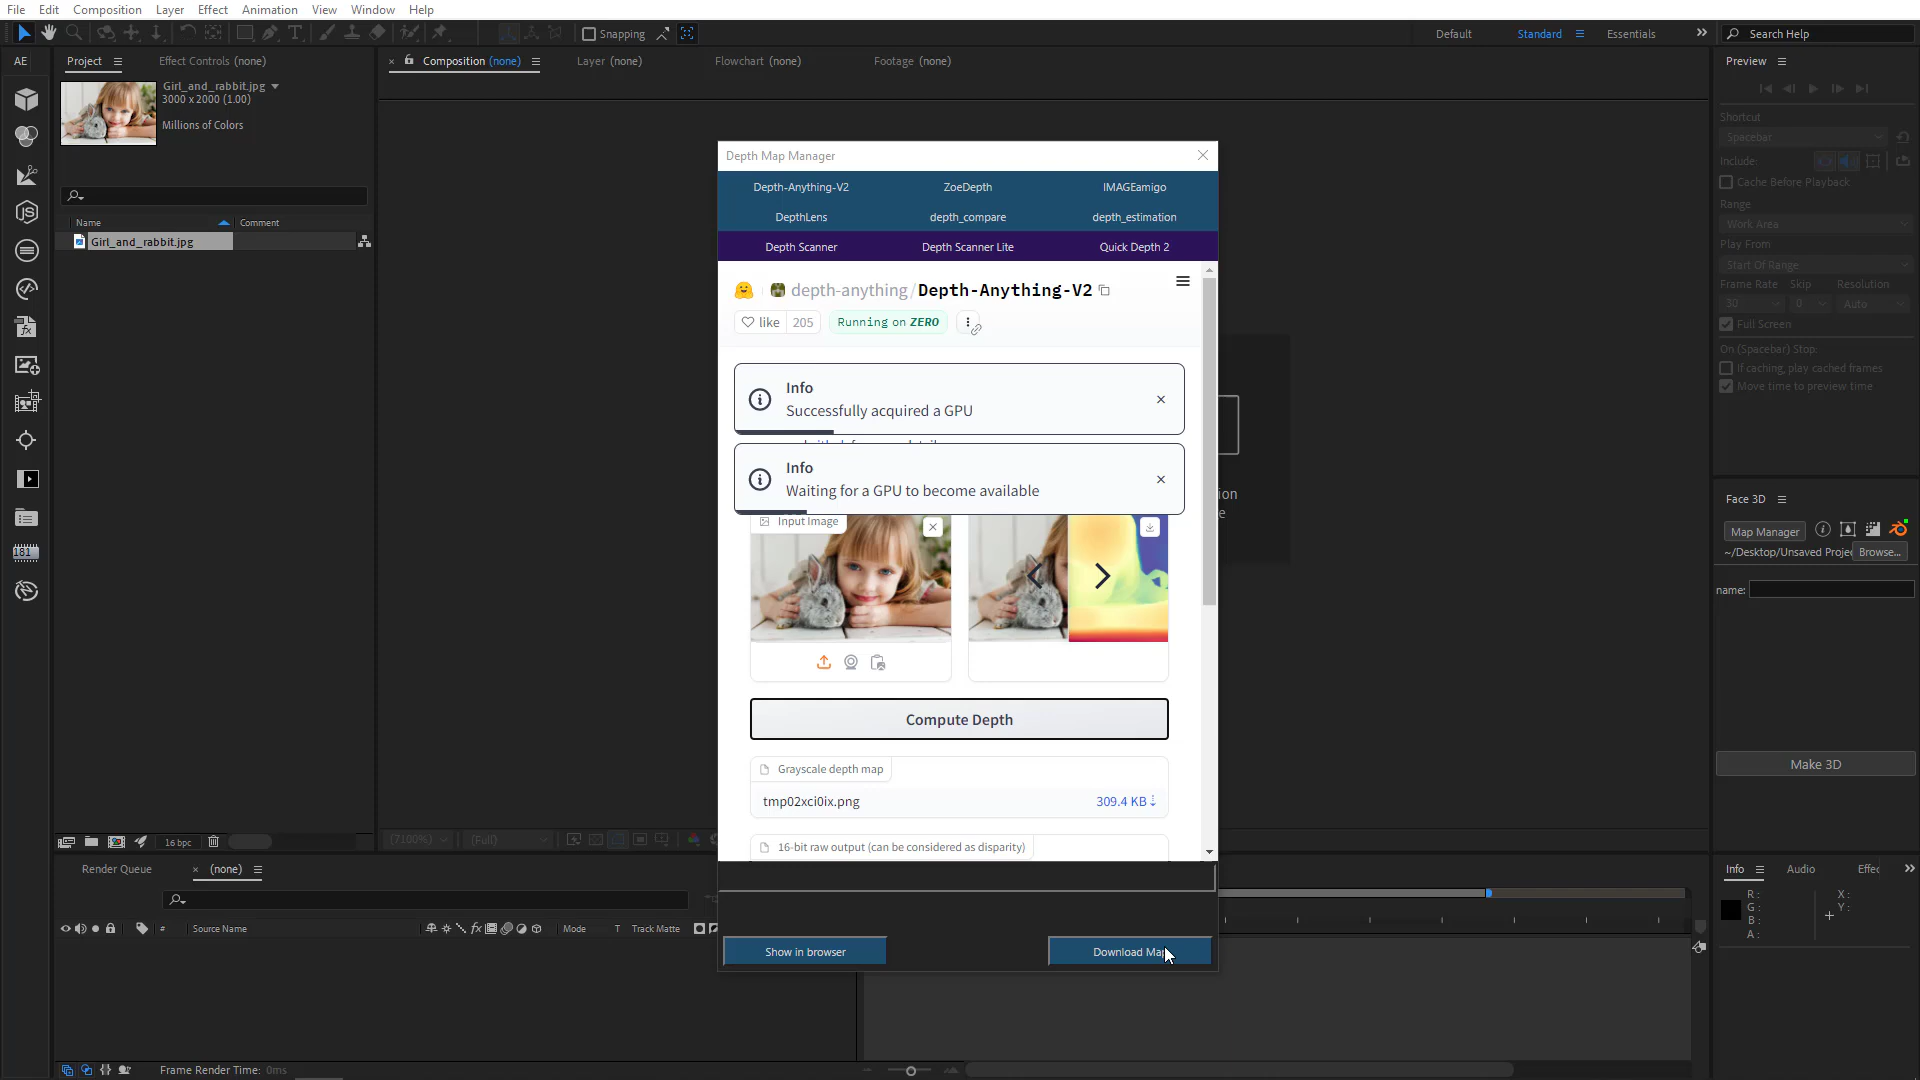 File Edit Composition Layer Effect Animation View Window Help
Snapping
Default Standard Essentials Search Help
AE Project Effect Controls (none) Composition (none) Layer (none) Flowchart (none) Footage (none) Preview
Girl_and_rabbit.jpg
3000 x 2000 (1.00)
Millions of Colors
Name Comment
Girl_and_rabbit.jpg
Depth Map Manager
Depth-Anything-V2 ZoeDepth IMAGEamigo
DepthLens depth_compare depth_estimation
Depth Scanner Depth Scanner Lite Quick Depth 2
depth-anything/Depth-Anything-V2
like 205 Running on ZERO
Info
Successfully acquired a GPU
Info
Waiting for a GPU to become available
Input Image
Compute Depth
Grayscale depth map
tmp02xci0ix.png 309.4 KB
16-bit raw output (can be considered as disparity)
Show in browser Download Map
Shortcut
Spacebar
Include:
Cache Before Playback
Range
Work Area
Play From
Start Of Range
Frame Rate Skip Resolution
30 0 Auto
Full Screen
On (Spacebar) Stop:
If caching, play cached frames
Move time to preview time
Face 3D
Map Manager
~/Desktop/Unsaved Projec Browse...
name:
Make 3D
181
16 bpc
(7100%) (Full)
Render Queue (none)
# Source Name Mode T Track Matte
Info Audio Effec
R: X:
G: Y:
B:
A:
Frame Render Time: 0ms